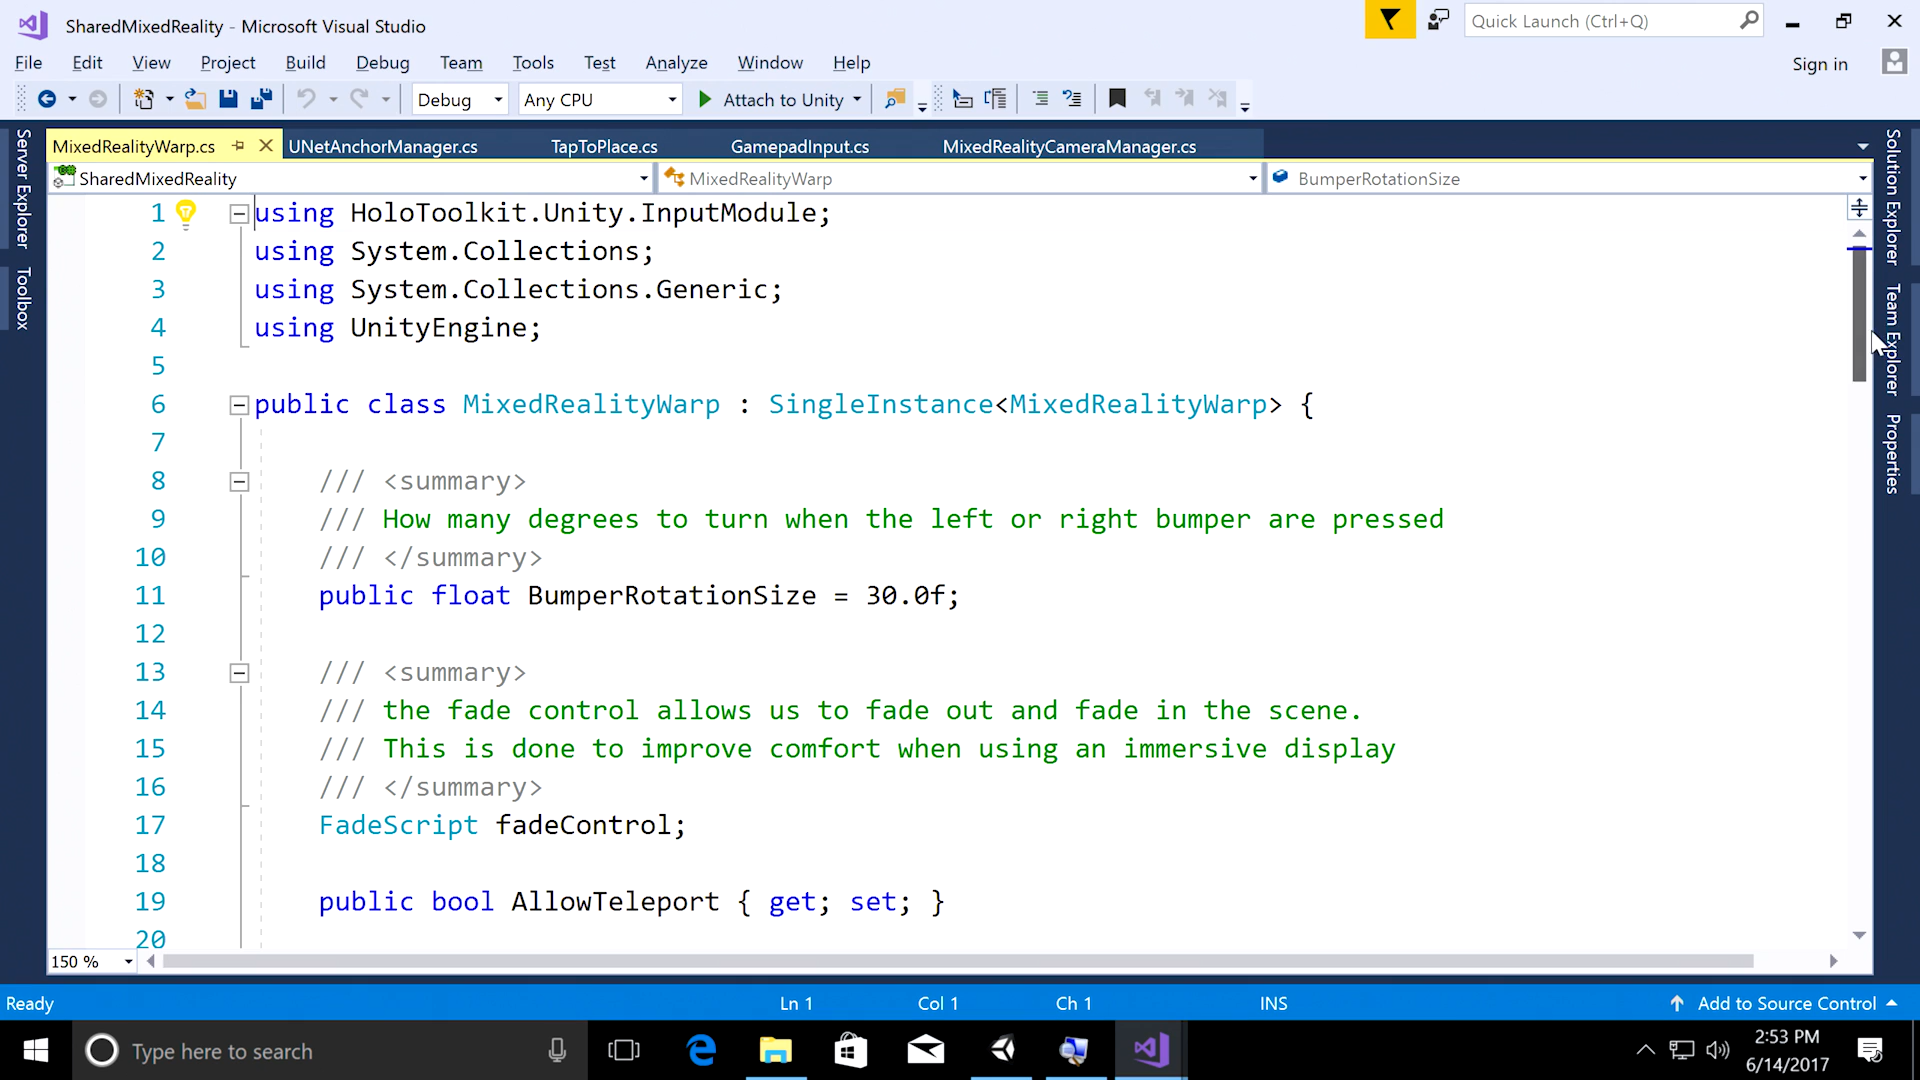 SharedMixedReality - Microsoft Visual Studio
Quick Launch (Ctrl+Q)
File Edit View Project Build Debug Team Tools Test Analyze Window Help
Sign in
Debug Any CPU Attach to Unity
Server Explorer
Toolbox
MixedRealityWarp.cs UNetAnchorManager.cs TapToPlace.cs GamepadInput.cs MixedRealityCameraManager.cs
SharedMixedReality MixedRealityWarp BumperRotationSize
1 using HoloToolkit.Unity.InputModule;
2 using System.Collections;
3 using System.Collections.Generic;
4 using UnityEngine;
5
6 public class MixedRealityWarp : SingleInstance<MixedRealityWarp> {
7
8 /// <summary>
9 /// How many degrees to turn when the left or right bumper are pressed
10 /// </summary>
11 public float BumperRotationSize = 30.0f;
12
13 /// <summary>
14 /// the fade control allows us to fade out and fade in the scene.
15 /// This is done to improve comfort when using an immersive display
16 /// </summary>
17 FadeScript fadeControl;
18
19 public bool AllowTeleport { get; set; }
20
Solution Explorer
Team Explorer
Properties
150 %
Ready Ln 1 Col 1 Ch 1 INS Add to Source Control
Type here to search
2:53 PM
6/14/2017